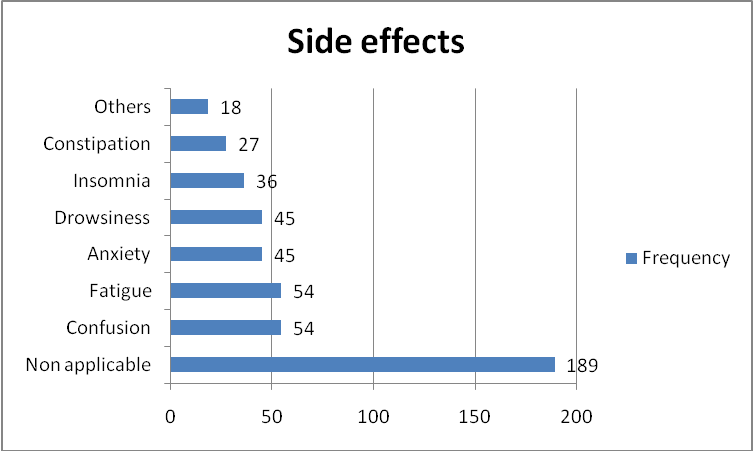 Side effects
Others 18
Constipation 27
Insomnia 36
Drowsiness 45
Anxiety 45
Fatigue 54
Confusion 54
Non applicable 189
0 50 100 150 200
Frequency